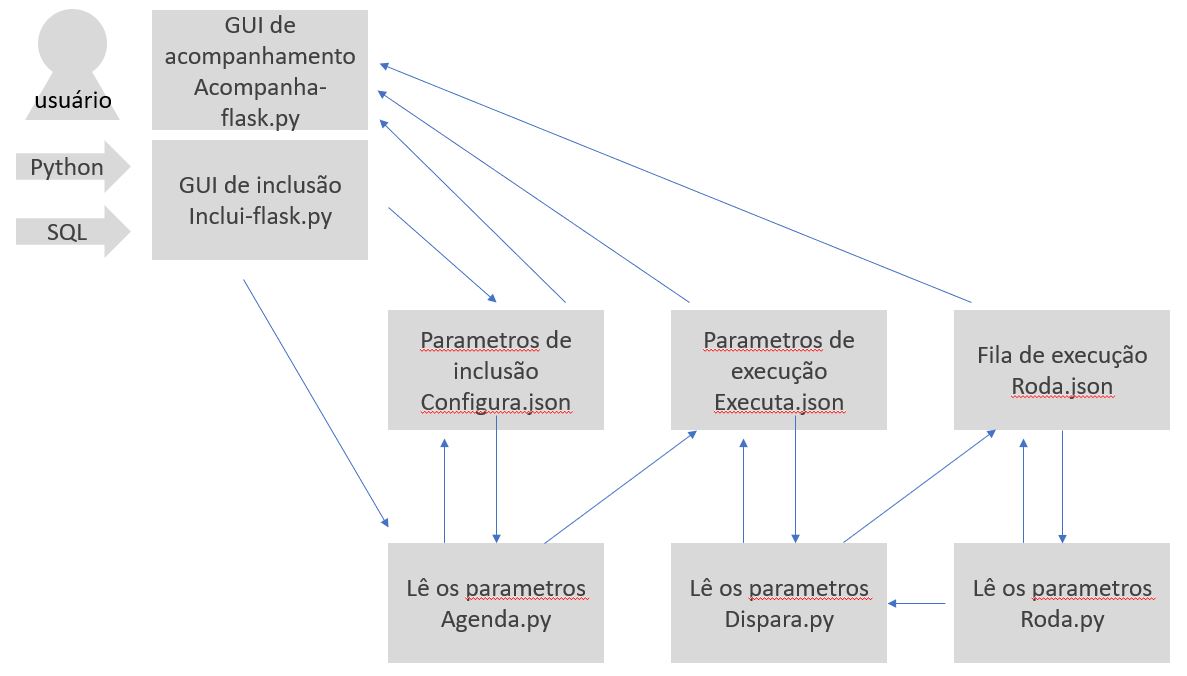 GUI de
acompanhamento
Acompanha-
flask.py
usuário
Python
GUI de inclusão
Inclui-flask.py
SQL
Parametros de
inclusão
Configura.json
Parametros de
execução
Executa.json
Fila de execução
Roda.json
Lê os parametros
Agenda.py
Lê os parametros
Dispara.py
Lê os parametros
Roda.py